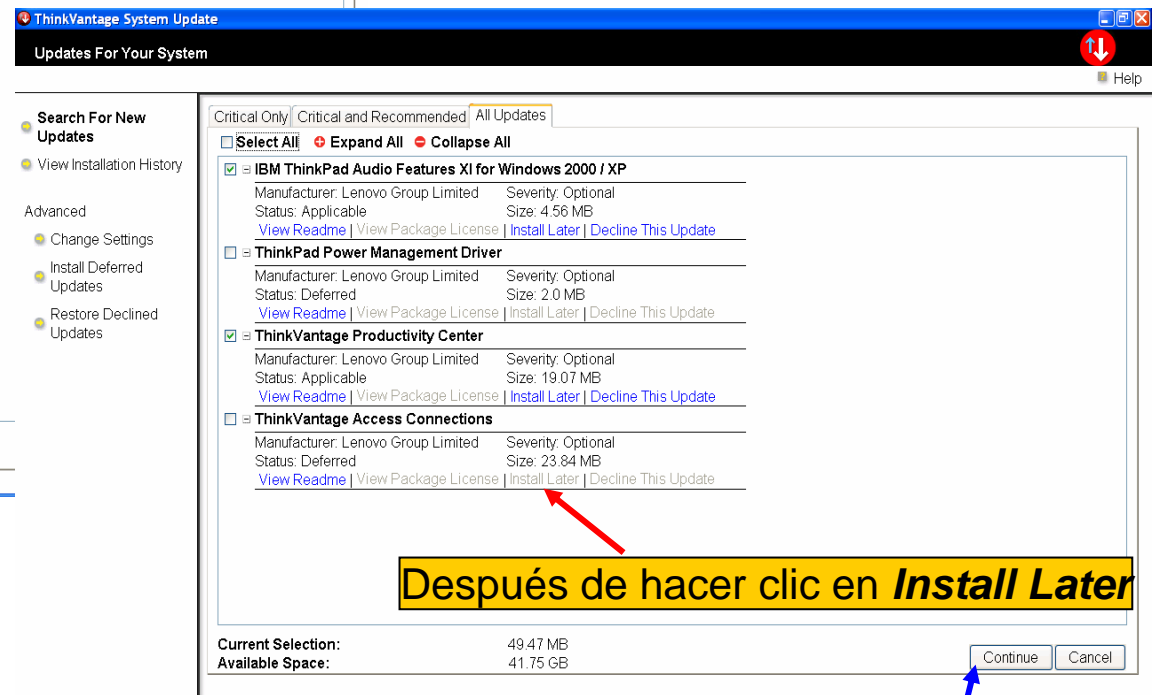 ThinkVantage System Update
Updates For Your System
Help
Search For New
Updates
View Installation History
Advanced
Change Settings
Install Deferred
Updates
Restore Declined
Updates
Critical Only Critical and Recommended All Updates
Select All Expand All Collapse All
IBM ThinkPad Audio Features XI for Windows 2000 / XP
Manufacturer: Lenovo Group Limited Severity: Optional
Status: Applicable Size: 4.56 MB
View Readme | View Package License | Install Later | Decline This Update
ThinkPad Power Management Driver
Manufacturer: Lenovo Group Limited Severity: Optional
Status: Deferred Size: 2.0 MB
View Readme | View Package License | Install Later | Decline This Update
ThinkVantage Productivity Center
Manufacturer: Lenovo Group Limited Severity: Optional
Status: Applicable Size: 19.07 MB
View Readme | View Package License | Install Later | Decline This Update
ThinkVantage Access Connections
Manufacturer: Lenovo Group Limited Severity: Optional
Status: Deferred Size: 23.84 MB
View Readme | View Package License | Install Later | Decline This Update
Después de hacer clic en Install Later
Current Selection: 49.47 MB
Available Space: 41.75 GB
Continue Cancel